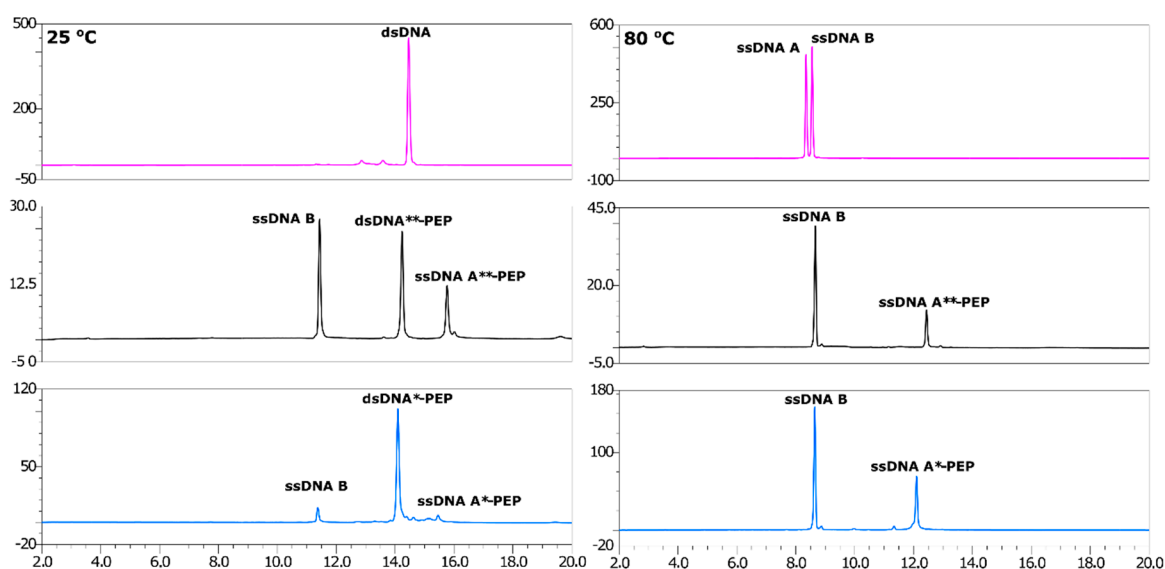 500
25 ºC
dsDNA
200
-50
600
80 ºC
ssDNA A
ssDNA B
250
-100
30.0
ssDNA B
dsDNA**-PEP
ssDNA A**-PEP
12.5
-5 0
45.0
ssDNA B
20.0
ssDNA A**-PEP
-5.0
120
dsDNA*-PEP
50
ssDNA B
ssDNA A*-PEP
-20
2.0 4.0 6.0 8.0 10.0 12.0 14.0 16.0 18.0 20.0
180
ssDNA B
100
ssDNA A*-PEP
-20
2.0 4.0 6.0 8.0 10.0 12.0 14.0 16.0 18.0 20.0